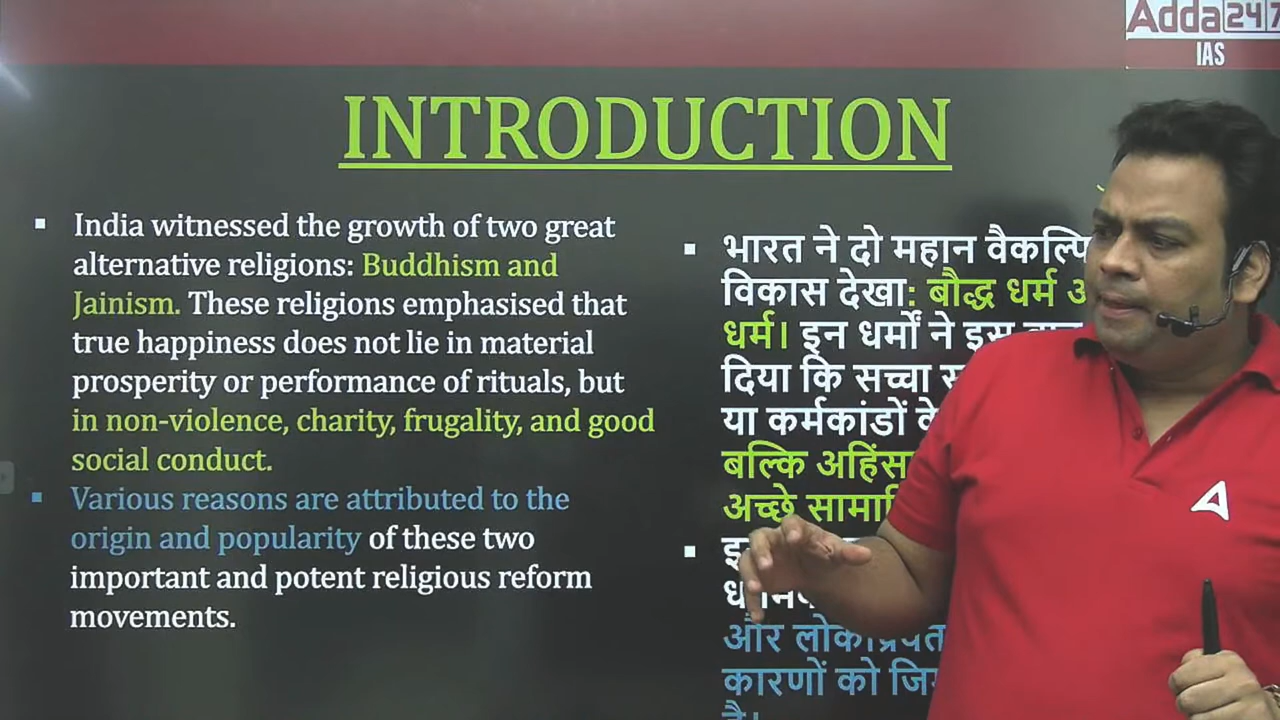 Adda247
IAS
INTRODUCTION
▪ India witnessed the growth of two great
alternative religions: Buddhism and
Jainism. These religions emphasised that
true happiness does not lie in material
prosperity or performance of rituals, but
in non-violence, charity, frugality, and good
social conduct.
▪ Various reasons are attributed to the
origin and popularity of these two
important and potent religious reform
movements.
▪ भारत ने दो महान
विकास देखा: बौद्ध धर्म
धर्म। इन धर्मों ने इस
दिया कि सच्चा
या कर्मकांडों
बल्कि
अच्छे
▪
और
कारणों को
है।